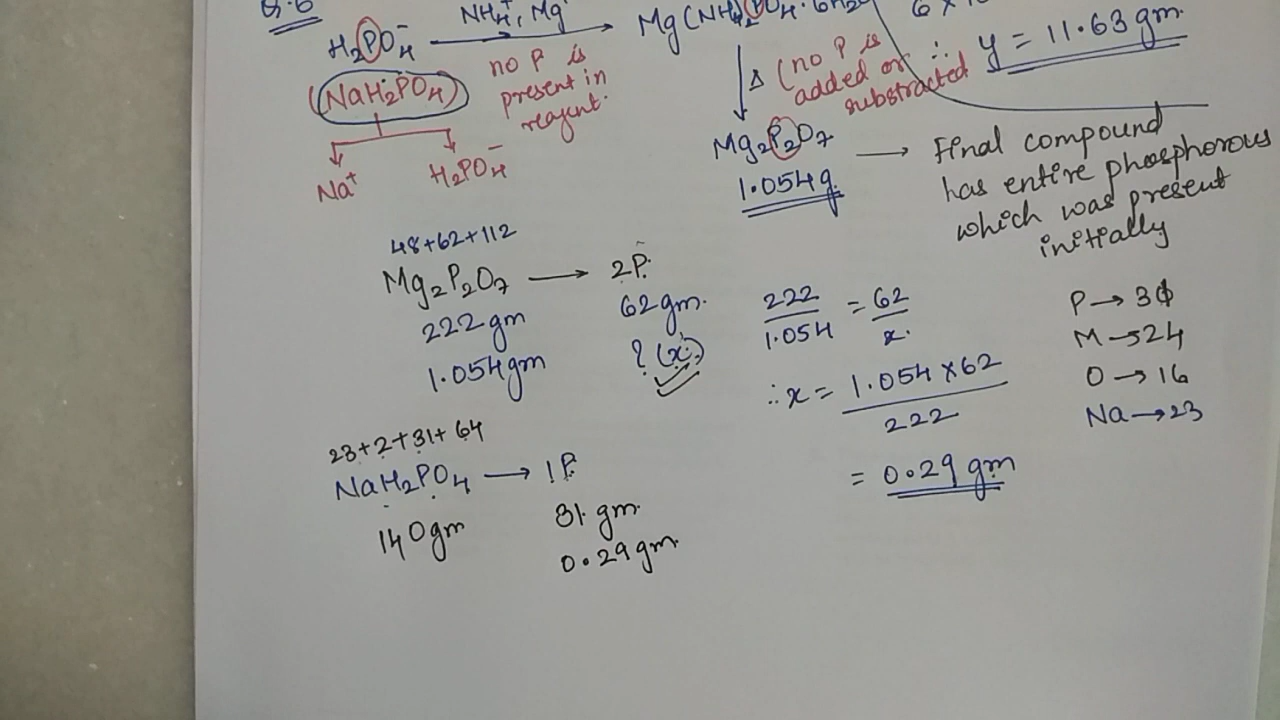 Q.6
H₂PO₄⁻ NH₄⁺, Mg Mg(NH₄)PO₄·6H₂O
(NaH₂PO₄)
no P is
present in
reagent.
Na⁺ H₂PO₄⁻
Δ (no P is
added or
substracted
∴ y = 11.63 gm.
Mg₂P₂O₇
1.054g.
Final compound
has entire phosphorous
which was present
initially
48+62+112
Mg₂P₂O₇ → 2P.
222 gm 62 gm.
1.054 gm ? (x)
222/1.054 = 62/x.
∴ x = 1.054 × 62/222
= 0.29 gm
P → 31
M → 24
O → 16
Na → 23
23+2+31+64
NaH₂PO₄ → 1P.
140 gm 31 gm.
0.29 gm.